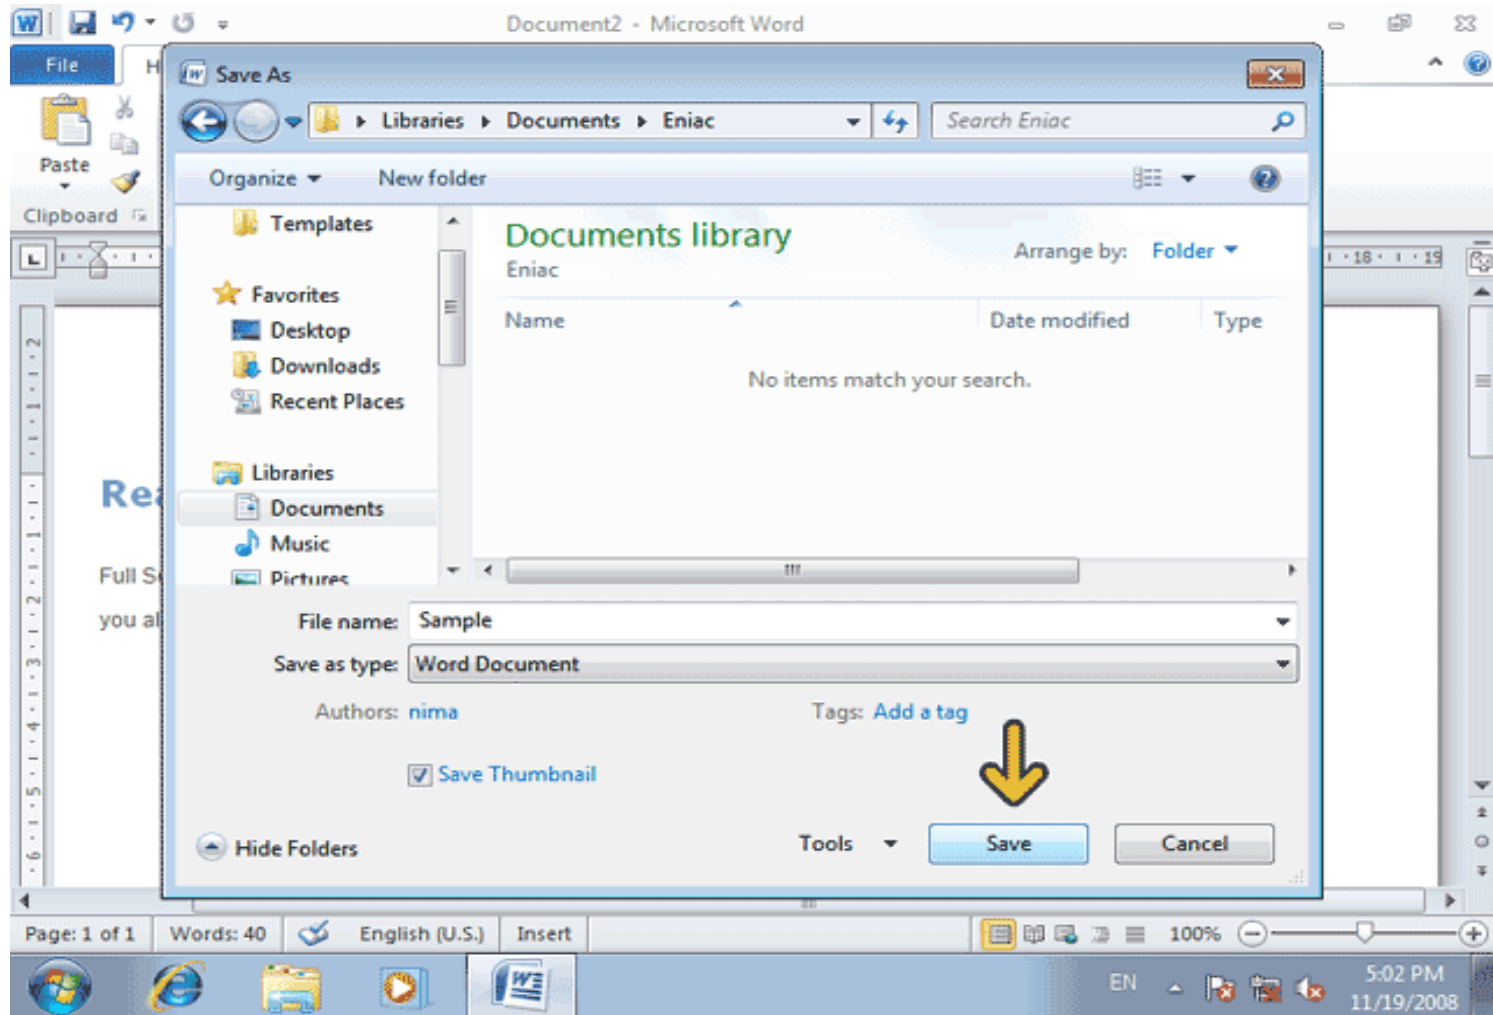 Document2 - Microsoft Word
File
H
Save As
Libraries Documents Eniac
Search Eniac
Paste
Organize
New folder
Clipboard
Templates
Documents library
Eniac
Arrange by: Folder
Favorites
Name
Date modified
Type
Desktop
Downloads
Recent Places
No items match your search.
Libraries
Documents
Music
Pictures
Rea
Full S
you al
File name: Sample
Save as type: Word Document
Authors: nima
Tags: Add a tag
Save Thumbnail
Hide Folders
Tools
Save
Cancel
Page: 1 of 1
Words: 40
English (U.S.)
Insert
100%
EN
5:02 PM
11/19/2008